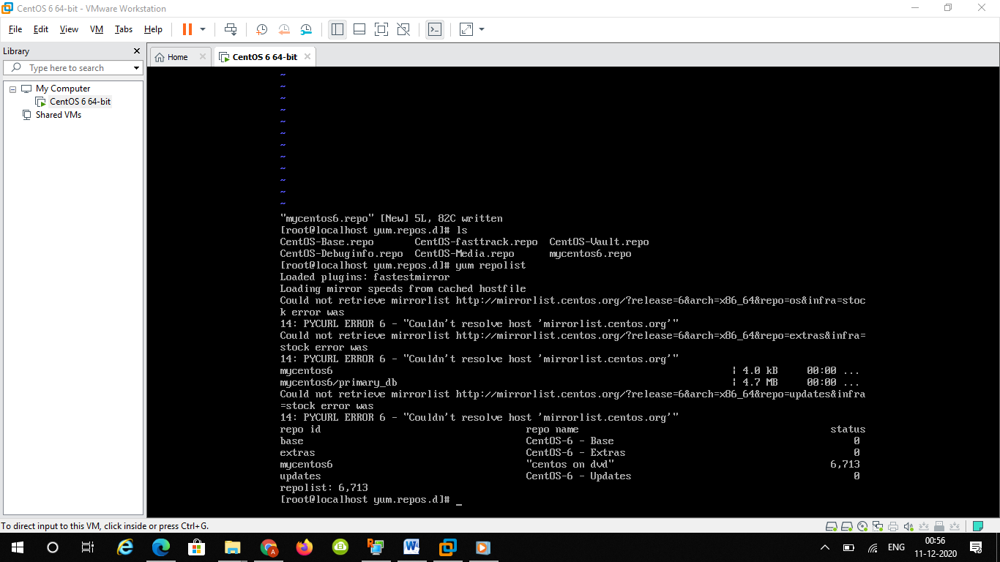 CentOS 6 64-bit - VMware Workstation
File Edit View VM Tabs Help
Library
Type here to search
My Computer
CentOS 6 64-bit
Shared VMs
Home
CentOS 6 64-bit
~
~
~
~
~
~
~
~
~
~
~
~
"mycentos6.repo" [New] 5L, 82C written
[root@localhost yum.repos.d]# ls
CentOS-Base.repo CentOS-fasttrack.repo CentOS-Vault.repo
CentOS-Debuginfo.repo CentOS-Media.repo mycentos6.repo
[root@localhost yum.repos.d]# yum repolist
Loaded plugins: fastestmirror
Loading mirror speeds from cached hostfile
Could not retrieve mirrorlist http://mirrorlist.centos.org/?release=6&arch=x86_64&repo=os&infra=stoc
k error was
14: PYCURL ERROR 6 - "Couldn't resolve host 'mirrorlist.centos.org'"
Could not retrieve mirrorlist http://mirrorlist.centos.org/?release=6&arch=x86_64&repo=extras&infra=
stock error was
14: PYCURL ERROR 6 - "Couldn't resolve host 'mirrorlist.centos.org'"
mycentos6 | 4.0 kB 00:00 ...
mycentos6/primary_db | 4.7 MB 00:00 ...
Could not retrieve mirrorlist http://mirrorlist.centos.org/?release=6&arch=x86_64&repo=updates&infra
=stock error was
14: PYCURL ERROR 6 - "Couldn't resolve host 'mirrorlist.centos.org'"
repo id repo name status
base CentOS-6 - Base 0
extras CentOS-6 - Extras 0
mycentos6 "centos on dvd" 6,713
updates CentOS-6 - Updates 0
repolist: 6,713
[root@localhost yum.repos.d]# _
To direct input to this VM, click inside or press Ctrl+G.
ENG
00:56
11-12-2020